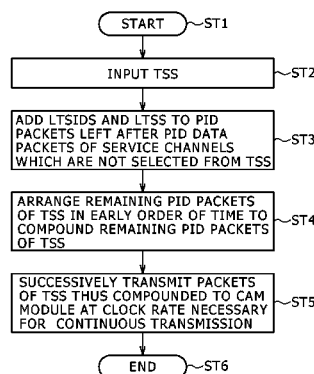 START
ST1
INPUT TSS
ST2
ADD LTSIDS AND LTSS TO PID
PACKETS LEFT AFTER PID DATA
PACKETS OF SERVICE CHANNELS
WHICH ARE NOT SELECTED FROM TSS
ST3
ARRANGE REMAINING PID PACKETS
OF TSS IN EARLY ORDER OF TIME TO
COMPOUND REMAINING PID PACKETS
OF TSS
ST4
SUCCESSIVELY TRANSMIT PACKETS
OF TSS THUS COMPOUNDED TO CAM
MODULE AT CLOCK RATE NECESSARY
FOR CONTINUOUS TRANSMISSION
ST5
END
ST6